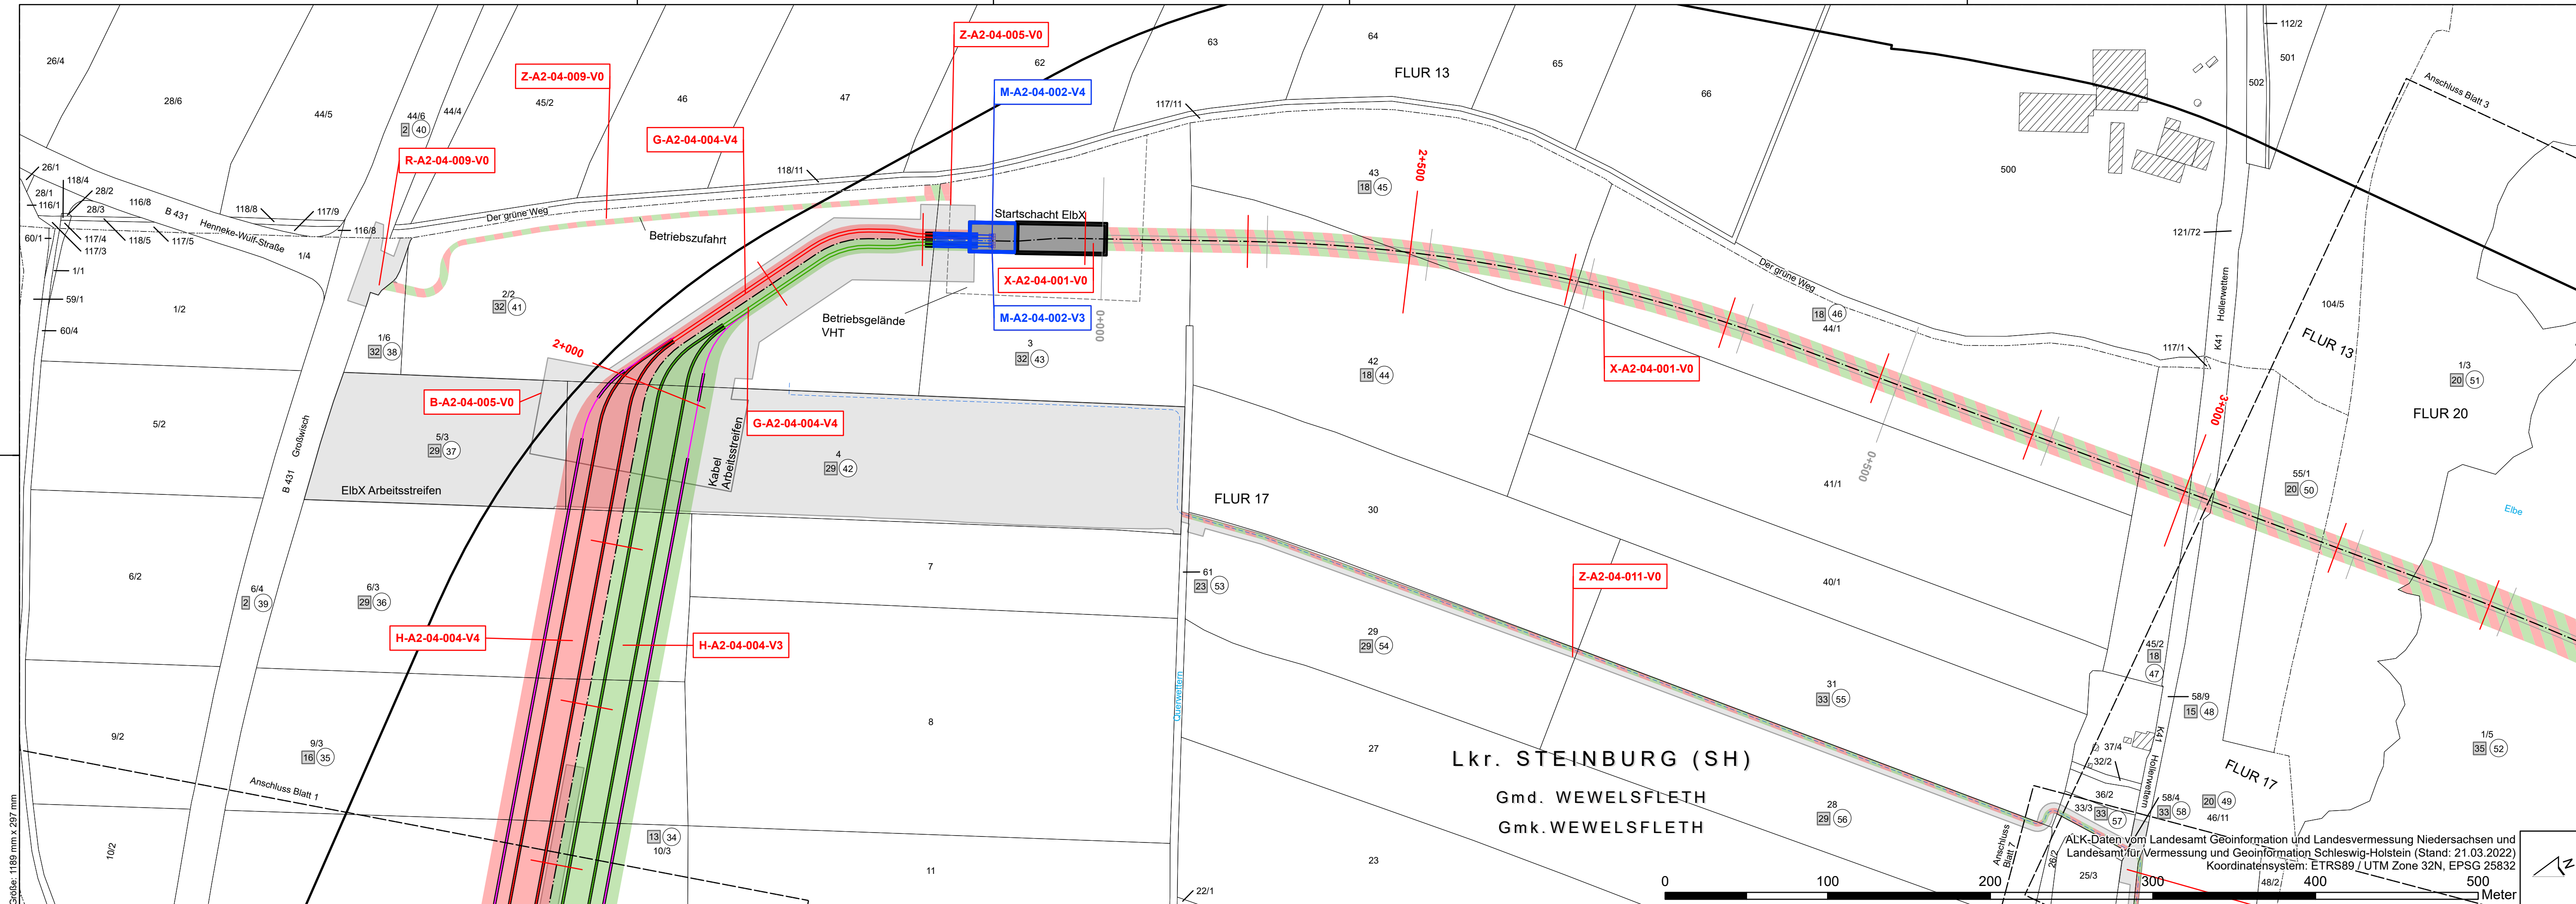 26/4
28/6
44/5
44/6
2 40
44/4
45/2
46
47
62
63
64
65
66
FLUR 13
112/2
501
502
500
Anschluss Blatt 3
Z-A2-04-005-V0
Z-A2-04-009-V0
M-A2-04-002-V4
G-A2-04-004-V4
R-A2-04-009-V0
117/11
118/11
26/1
28/1
116/1
118/4
28/2
28/3
116/8
118/8
117/9
116/8
B 431
Henneke-Wulf-Straße
60/1
117/4
117/3
118/5
117/5
1/4
1/1
59/1
60/4
1/2
Der grüne Weg
Betriebszufahrt
Startschacht ElbX
X-A2-04-001-V0
M-A2-04-002-V3
Betriebsgelände
VHT
0+000
43
18 45
2+500
Der grüne Weg
18 46
44/1
121/72
K41 Hollerwettern
104/5
FLUR 13
117/1
2/2
32 41
1/6
32 38
2+000
3
32 43
42
18 44
X-A2-04-001-V0
1/3
20 51
FLUR 20
B-A2-04-005-V0
G-A2-04-004-V4
5/2
5/3
29 37
B 431 Großwisch
ElbX Arbeitsstreifen
Kabel
Arbeitsstreifen
4
29 42
FLUR 17
30
41/1
0+500
3+000
55/1
20 50
Elbe
6/2
6/4
2 39
6/3
29 36
7
61
23 53
Z-A2-04-011-V0
40/1
H-A2-04-004-V4
H-A2-04-004-V3
29
29 54
45/2
18
47
31
33 55
58/9
15 48
Querwettern
9/2
9/3
16 35
8
27
Lkr. STEINBURG (SH)
Gmd. WEWELSFLETH
Gmk. WEWELSFLETH
37/4
32/2
K41 Hollerwettern
FLUR 17
1/5
35 52
Anschluss Blatt 1
36/2
33/3
33 57
58/4
33 58
20 49
46/11
28
29 56
10/2
13 34
10/3
11
23
22/1
Anschluss
Blatt 7
26/2
25/3
48/2
ALK-Daten vom Landesamt Geoinformation und Landesvermessung Niedersachsen und
Landesamt für Vermessung und Geoinformation Schleswig-Holstein (Stand: 21.03.2022)
Koordinatensystem: ETRS89 / UTM Zone 32N, EPSG 25832
0 100 200 300 400 500
Meter
N
Größe: 1189 mm x 297 mm